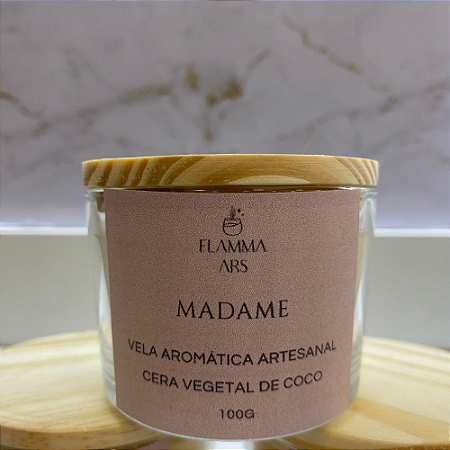 FLAMMA
ARS
MADAME
VELA AROMÁTICA ARTESANAL
CERA VEGETAL DE COCO
100G